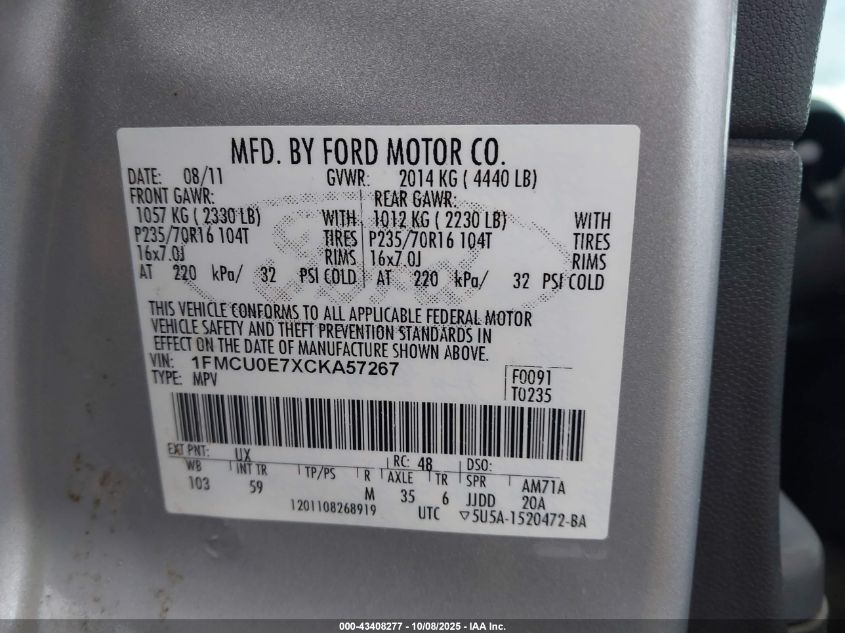 MFD. BY FORD MOTOR CO.
DATE: 08/11 GVWR: 2014 KG ( 4440 LB)
FRONT GAWR: REAR GAWR:
1057 KG ( 2330 LB) WITH 1012 KG ( 2230 LB) WITH
P235/70R16 104T TIRES P235/70R16 104T TIRES
16x7.0J RIMS 16x7.0J RIMS
AT 220 kPa/ 32 PSI COLD AT 220 kPa/ 32 PSI COLD
THIS VEHICLE CONFORMS TO ALL APPLICABLE FEDERAL MOTOR
VEHICLE SAFETY AND THEFT PREVENTION STANDARDS IN
EFFECT ON THE DATE OF MANUFACTURE SHOWN ABOVE.
VIN: 1FMCU0E7XCKA57267
TYPE: MPV
F0091
T0235
EXT PNT: UX RC: 48 DSO:
WB INT TR TP/PS R AXLE TR SPR AM71A
103 59 M 35 6 JJDD 20A
1201108268919 UTC ▽5U5A-1520472-BA
000-43408277 - 10/08/2025 - IAA Inc.